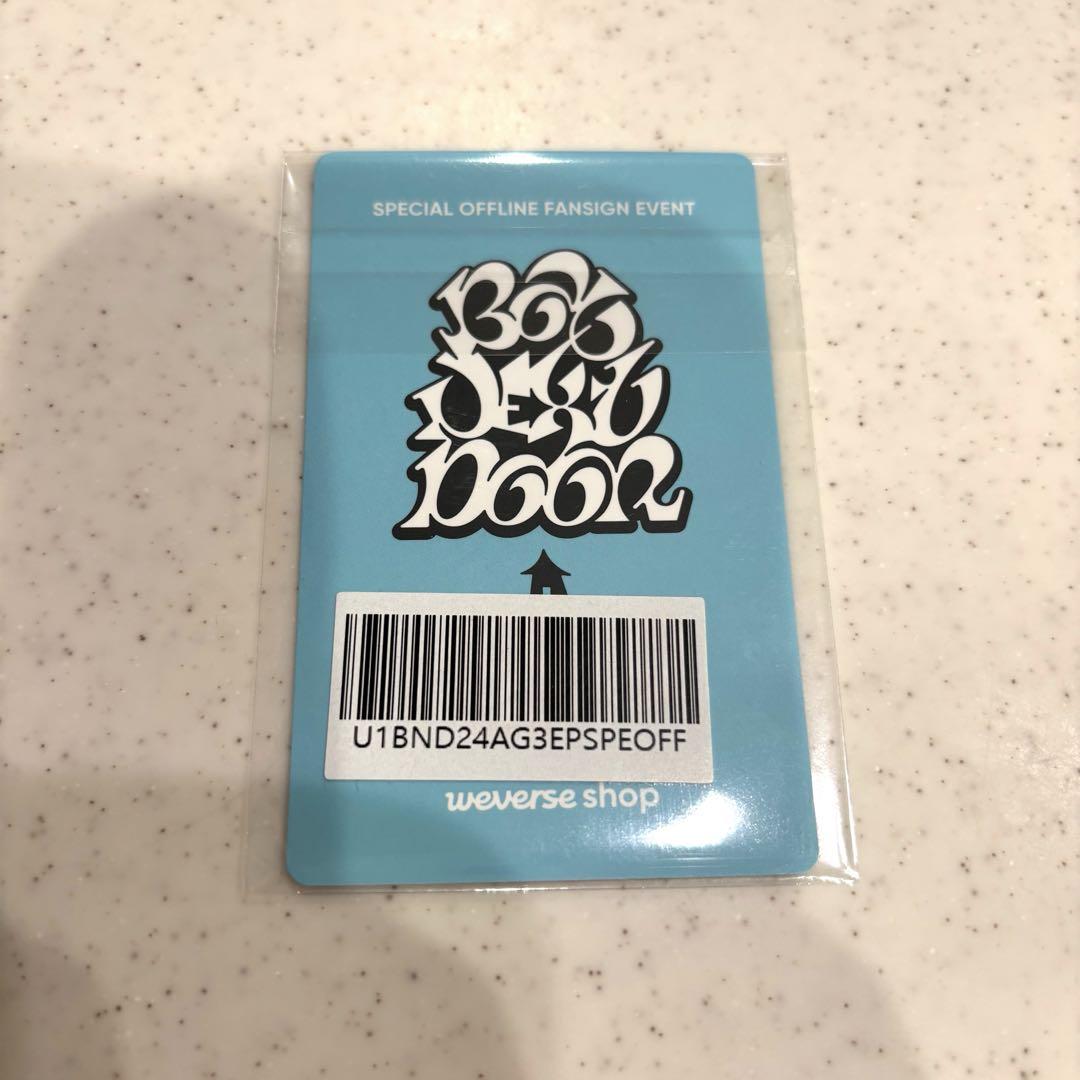 SPECIAL OFFLINE FANSIGN EVENT
BOY
NEXT
DOOR
U1BND24AG3EPSPEOFF
weverse shop